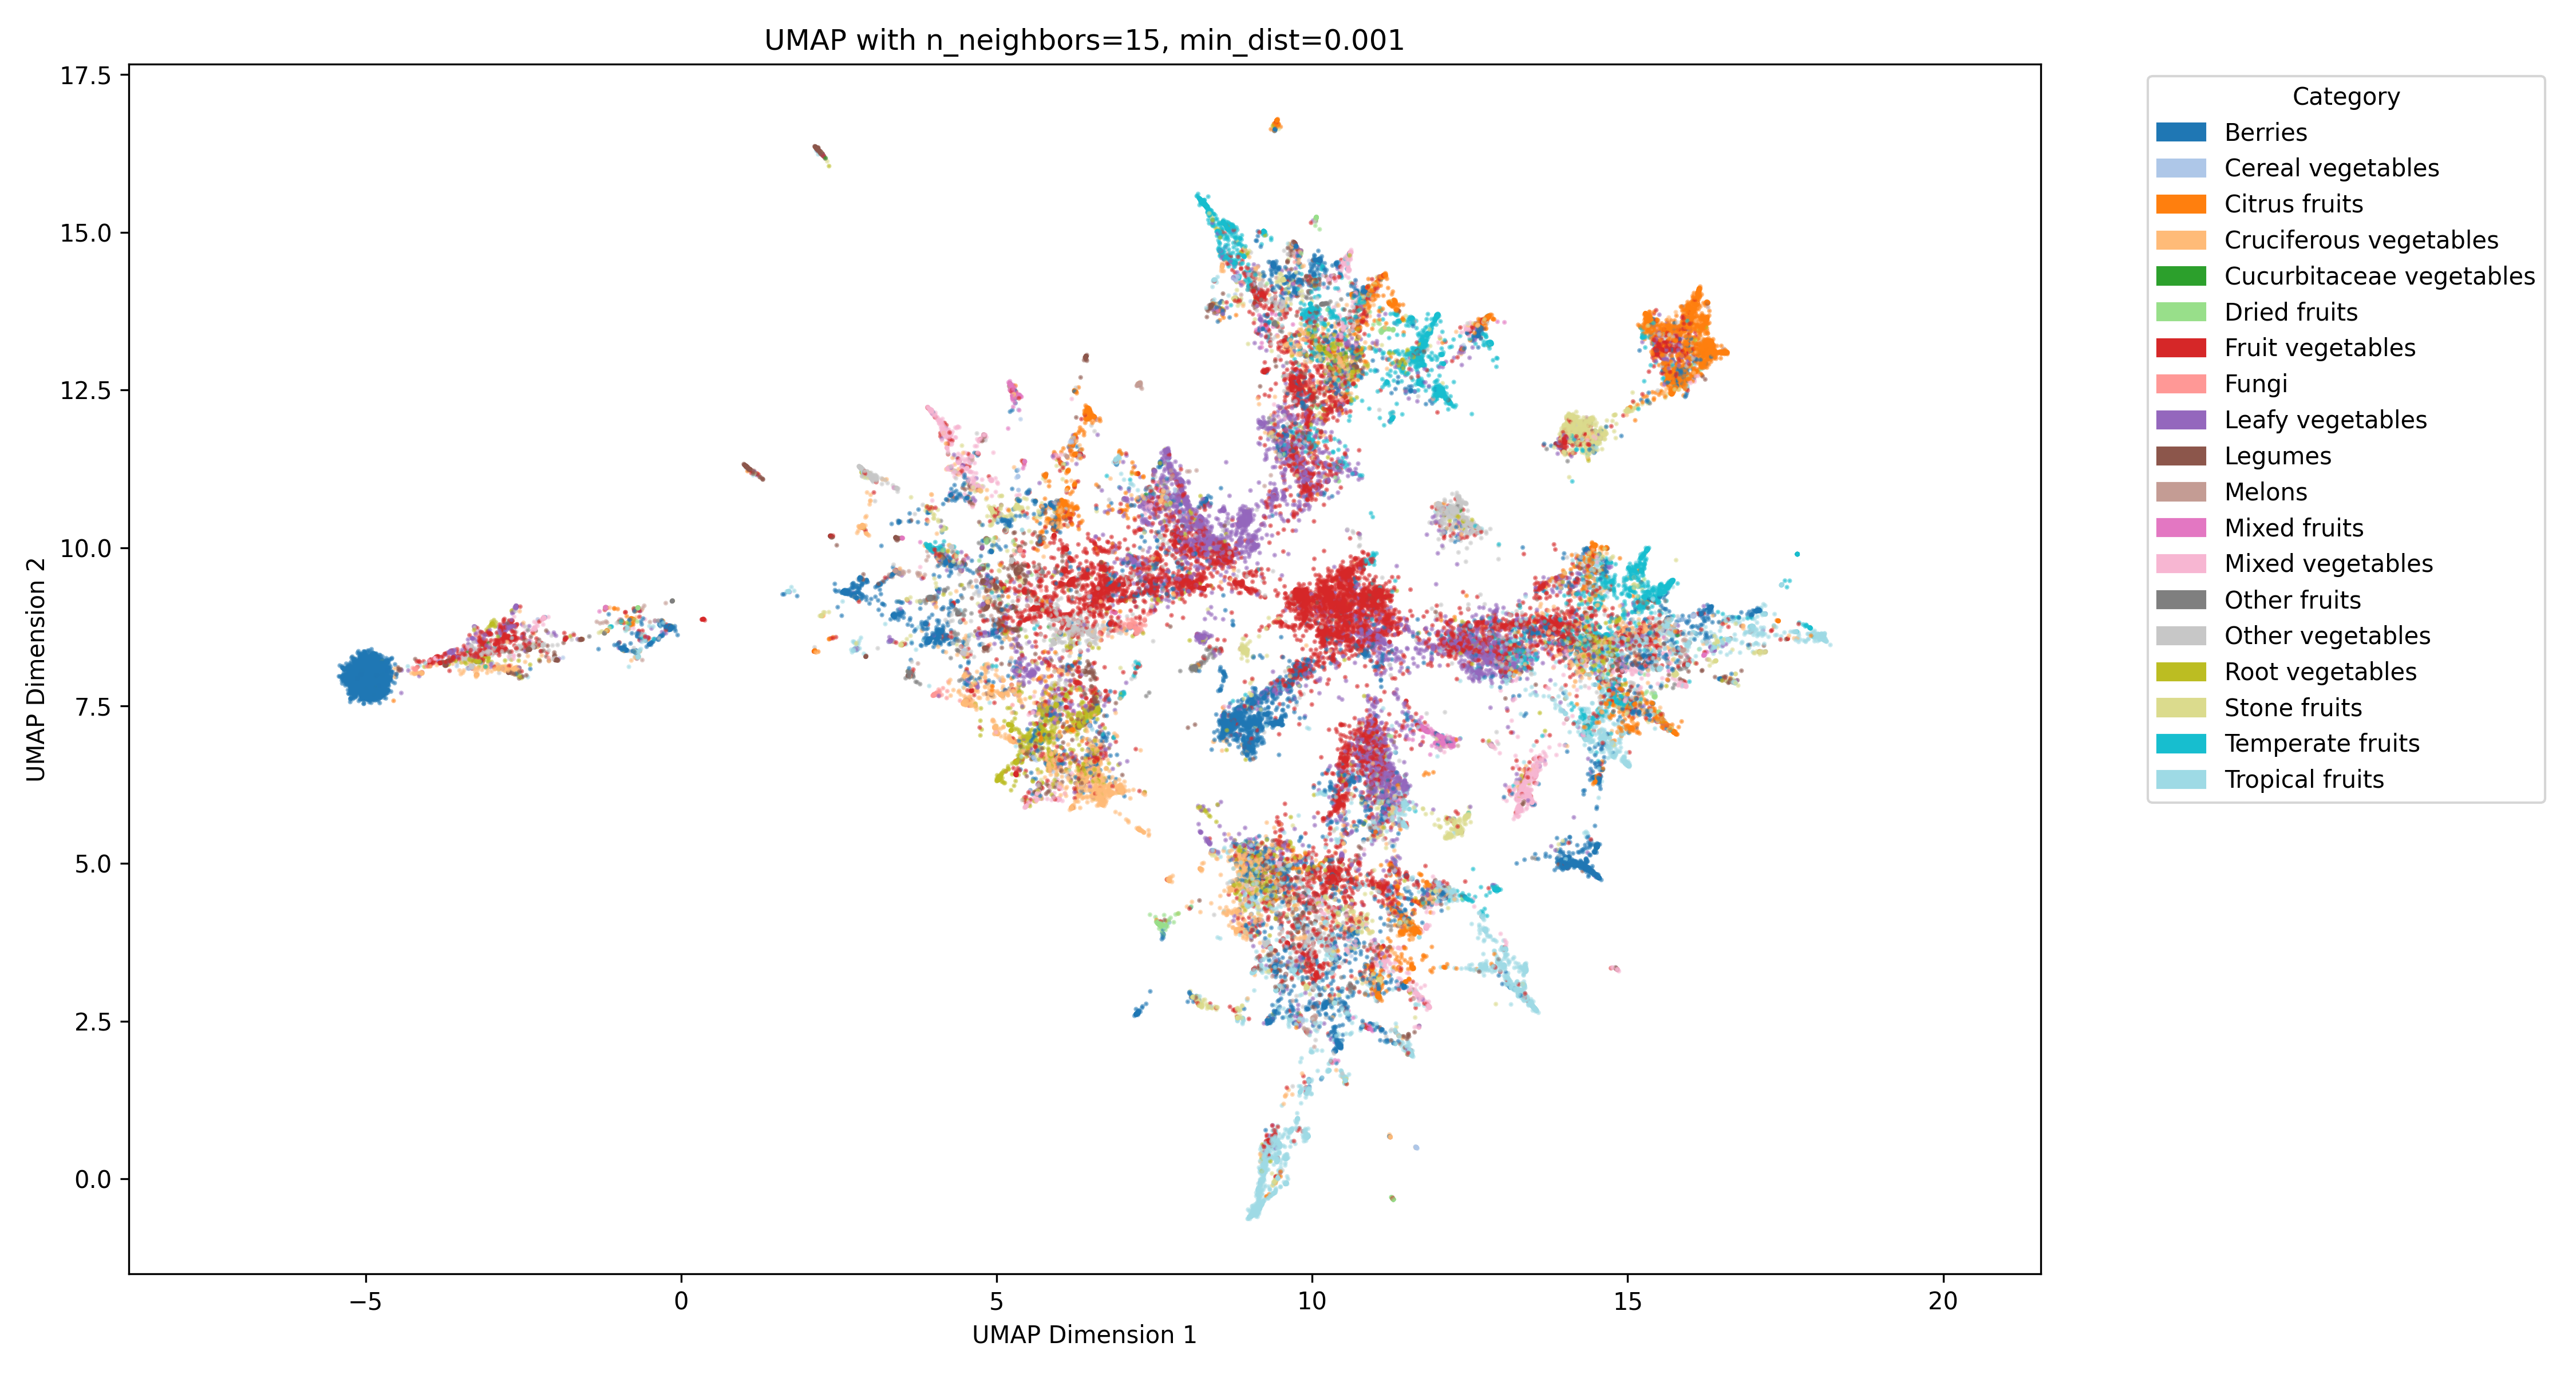 UMAP with n_neighbors=15, min_dist=0.001
17.5
15.0
12.5
10.0
7.5
5.0
2.5
0.0
UMAP Dimension 2
−5
0
5
10
15
20
UMAP Dimension 1
Category
Berries
Cereal vegetables
Citrus fruits
Cruciferous vegetables
Cucurbitaceae vegetables
Dried fruits
Fruit vegetables
Fungi
Leafy vegetables
Legumes
Melons
Mixed fruits
Mixed vegetables
Other fruits
Other vegetables
Root vegetables
Stone fruits
Temperate fruits
Tropical fruits